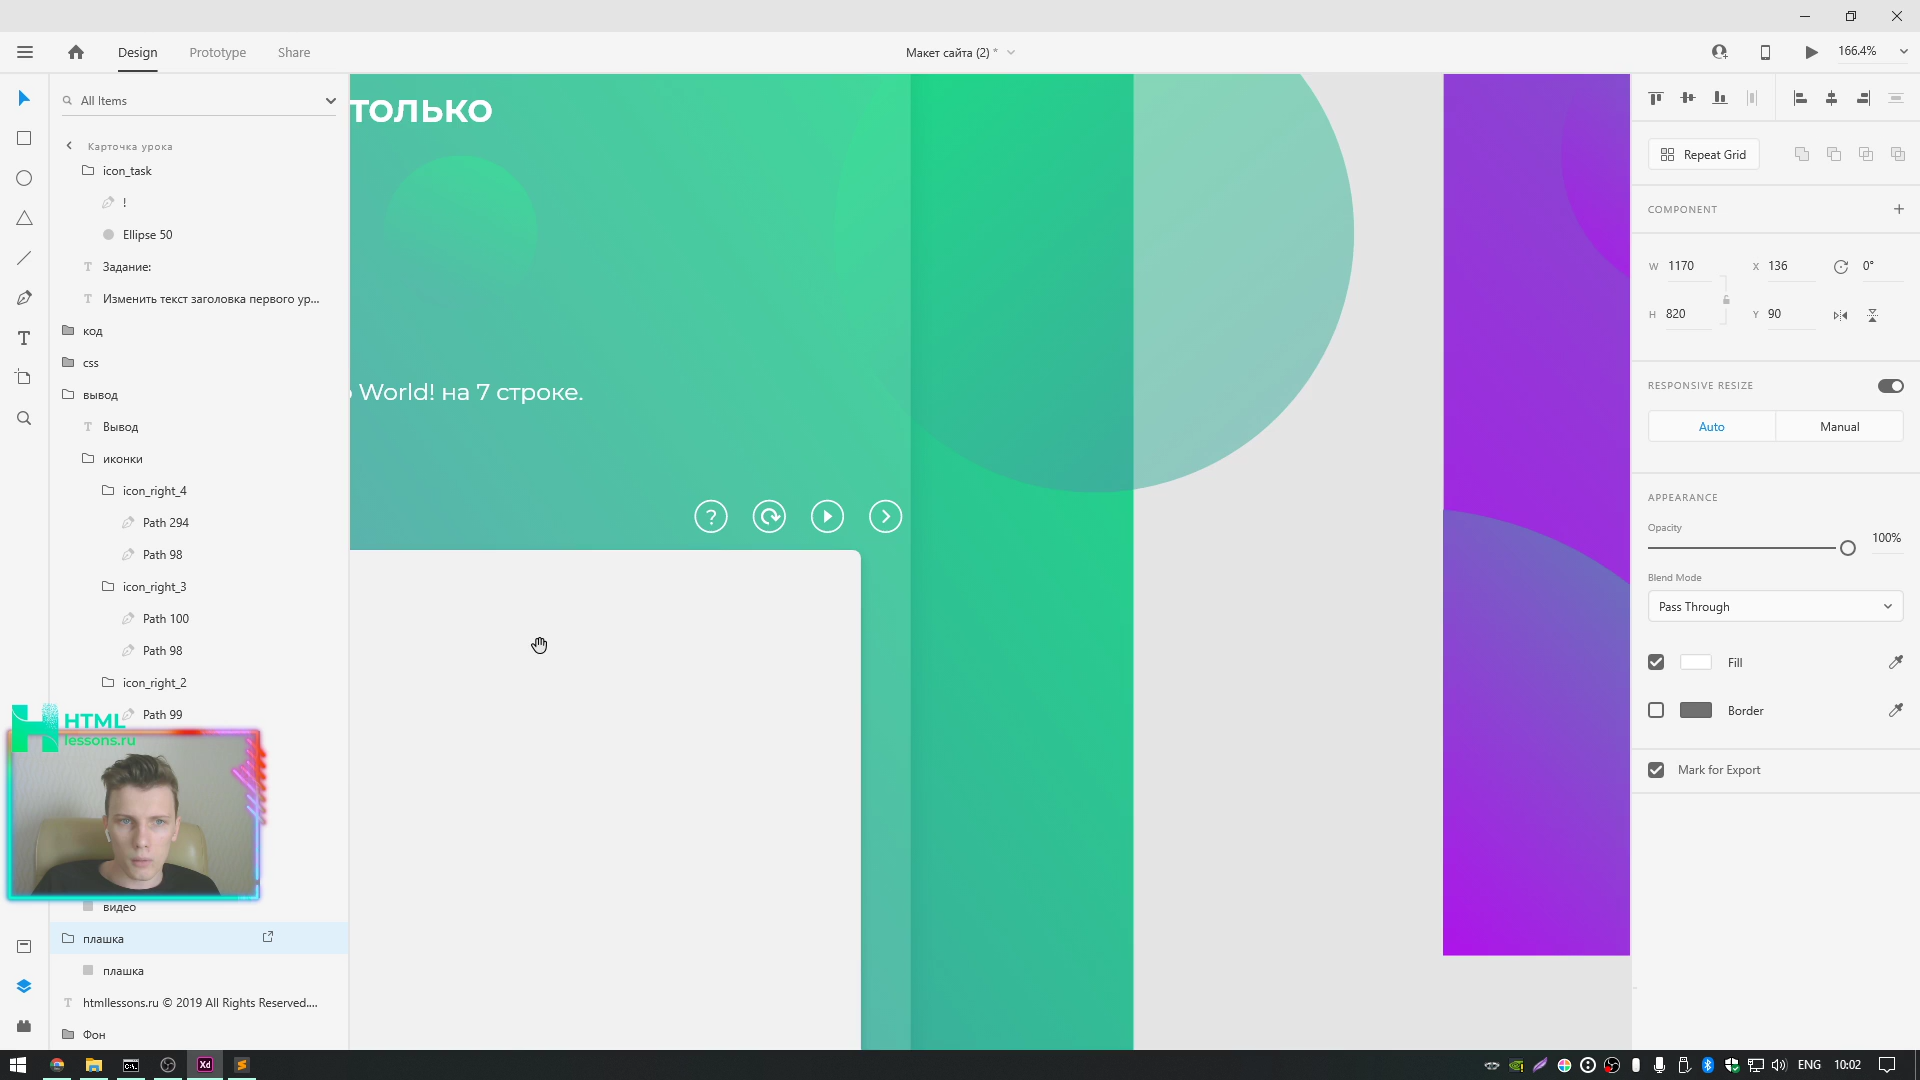 Design
Prototype
Share
Макет сайта (2) *
166.4%
All Items
Карточка урока
icon_task
!
Ellipse 50
T Задание:
T Изменить текст заголовка первого ур...
код
css
вывод
T Вывод
иконки
icon_right_4
Path 294
Path 98
icon_right_3
Path 100
Path 98
icon_right_2
Path 99
HTML
lessons.ru
видео
плашка
плашка
T htmllessons.ru © 2019 All Rights Reserved....
Фон
только
World! на 7 строке.
?
Repeat Grid
COMPONENT
W 1170
X 136
0°
H 820
Y 90
RESPONSIVE RESIZE
Auto
Manual
APPEARANCE
Opacity
100%
Blend Mode
Pass Through
Fill
Border
Mark for Export
Xd
ENG
10:02